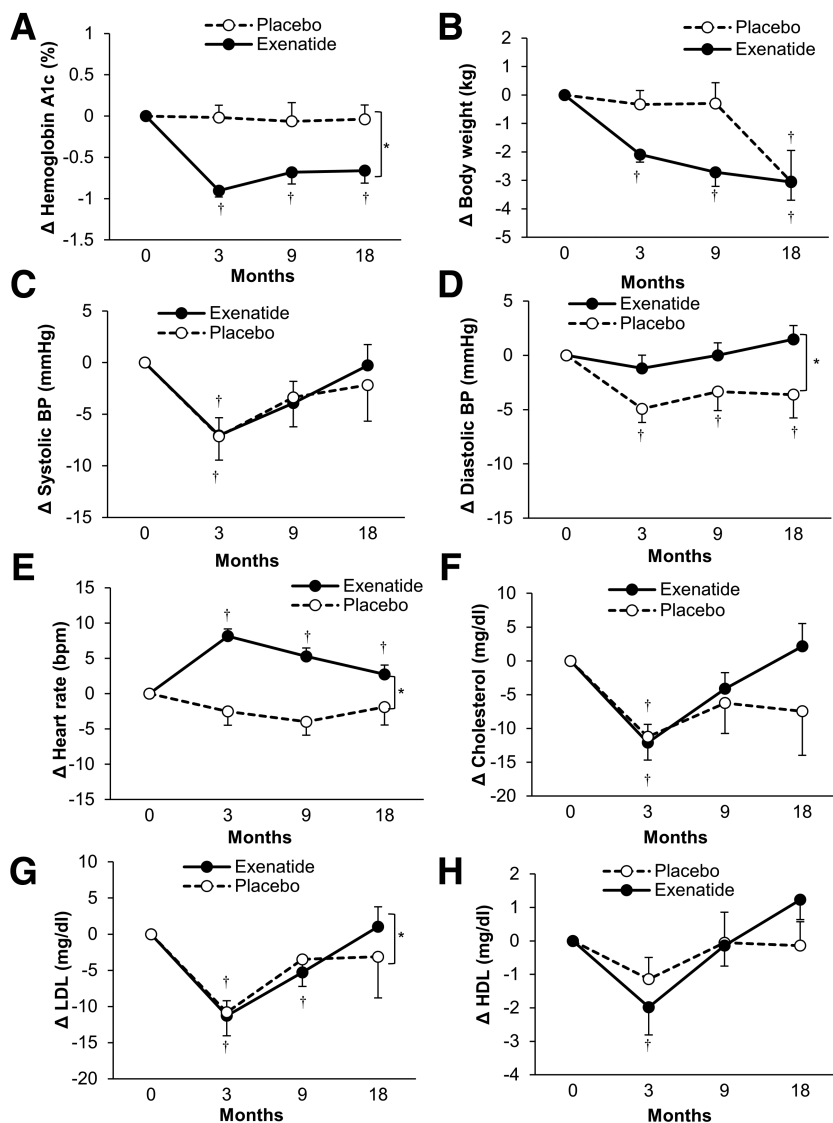 A
Placebo
Exenatide
Δ Hemoglobin A1c (%)
1
0.5
0
-0.5
-1
-1.5
*
†
†
†
0
3
9
18
Months
B
Placebo
Exenatide
Δ Body weight (kg)
3
2
1
0
-1
-2
-3
-4
-5
†
†
†
†
0
3
9
18
Months
C
Exenatide
Placebo
Δ Systolic BP (mmHg)
5
0
-5
-10
-15
†
†
0
3
9
18
Months
D
Exenatide
Placebo
Δ Diastolic BP (mmHg)
5
0
-5
-10
-15
*
†
†
†
0
3
9
18
Months
E
Exenatide
Placebo
Δ Heart rate (bpm)
15
10
5
0
-5
-10
-15
†
†
†
*
0
3
9
18
Months
F
Exenatide
Placebo
Δ Cholesterol (mg/dl)
10
5
0
-5
-10
-15
-20
†
†
0
3
9
18
Months
G
Exenatide
Placebo
Δ LDL (mg/dl)
10
5
0
-5
-10
-15
-20
*
†
†
†
0
3
9
18
Months
H
Placebo
Exenatide
Δ HDL (mg/dl)
2
1
0
-1
-2
-3
-4
†
0
3
9
18
Months